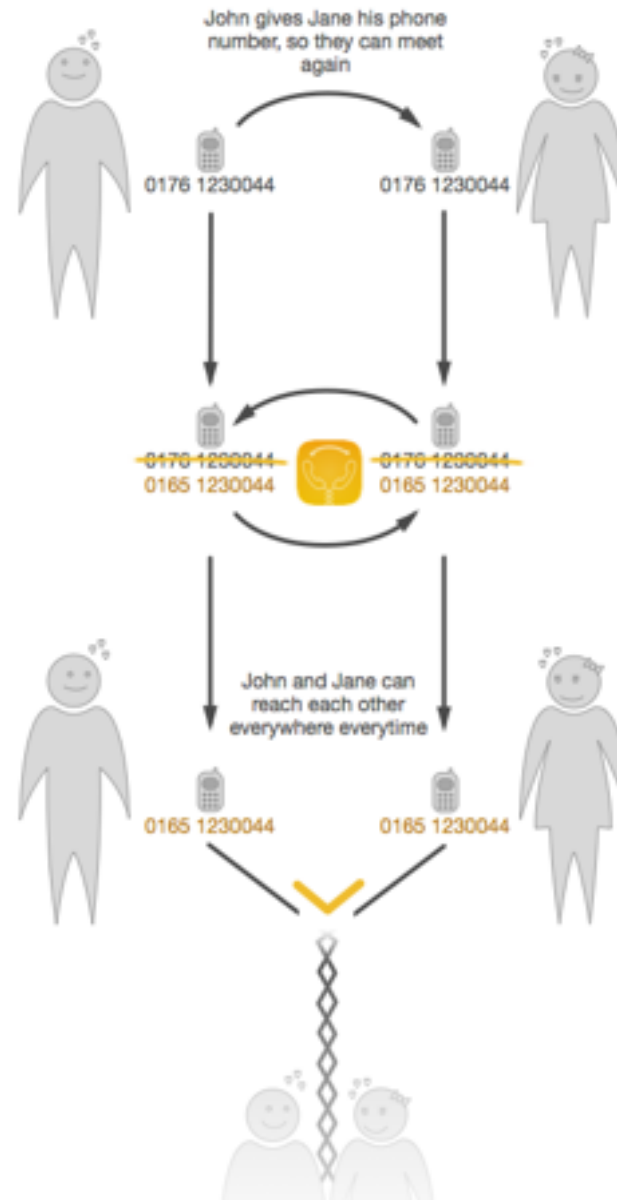 John gives Jane his phone
number, so they can meet
again
0176 1230044
0176 1230044
0176 1230044
0176 1230044
0165 1230044
0165 1230044
John and Jane can
reach each other
everywhere everytime
0165 1230044
0165 1230044